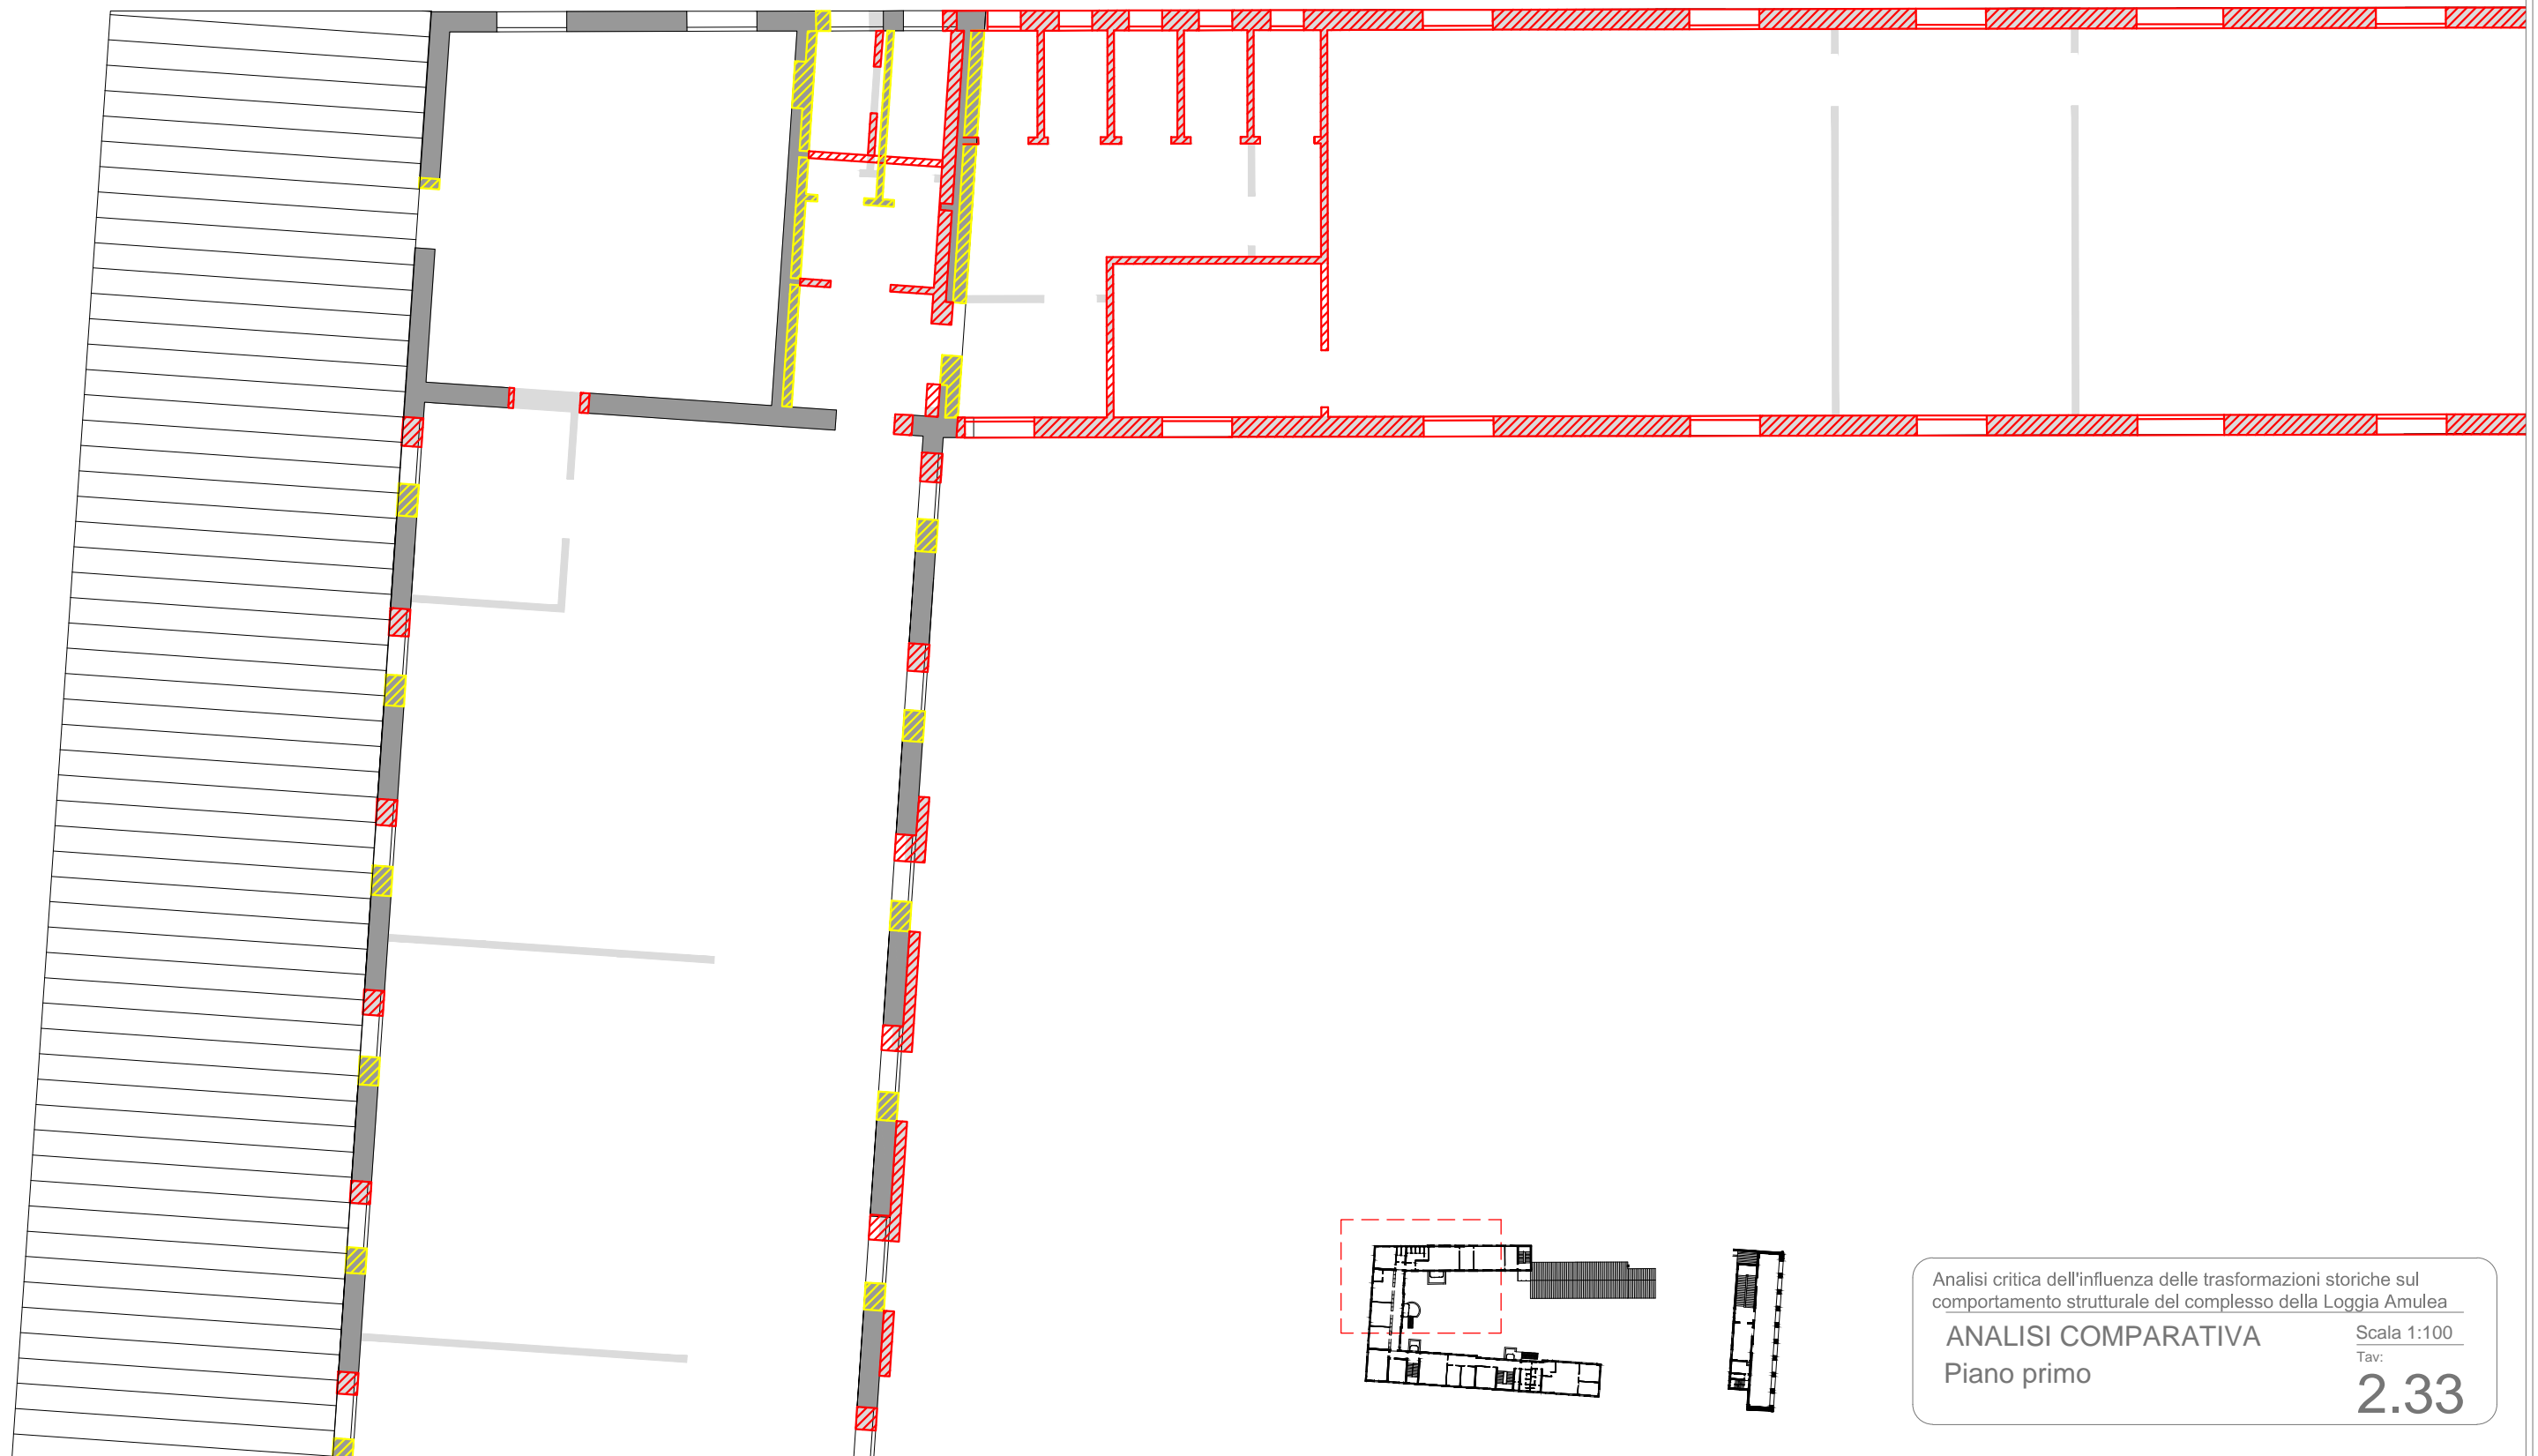 Analisi critica dell'influenza delle trasformazioni storiche sul
comportamento strutturale del complesso della Loggia Amulea
ANALISI COMPARATIVA
Piano primo
Scala 1:100
Tav:
2.33